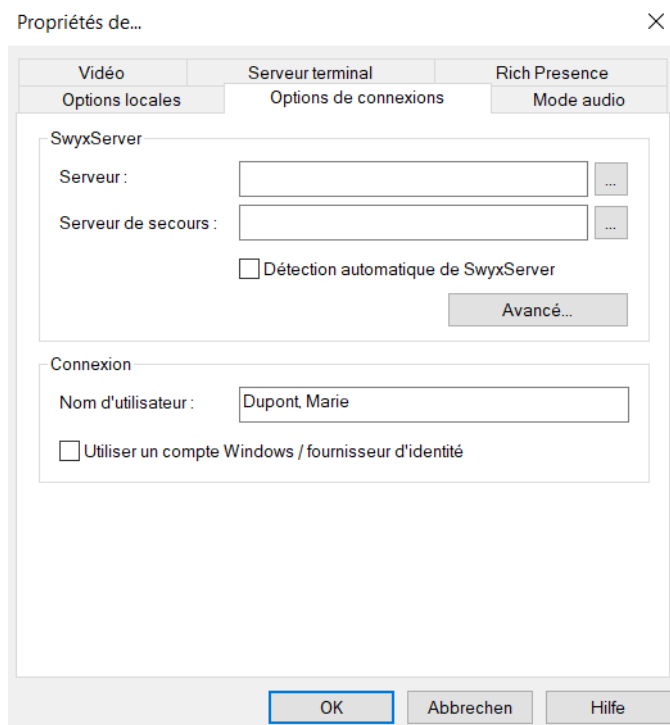 Propriétés de...
Vidéo Serveur terminal Rich Presence
Options locales Options de connexions Mode audio
SwyxServer
Serveur : ...
Serveur de secours : ...
Détection automatique de SwyxServer
Avancé...
Connexion
Nom d'utilisateur : Dupont, Marie
Utiliser un compte Windows / fournisseur d'identité
OK Abbrechen Hilfe